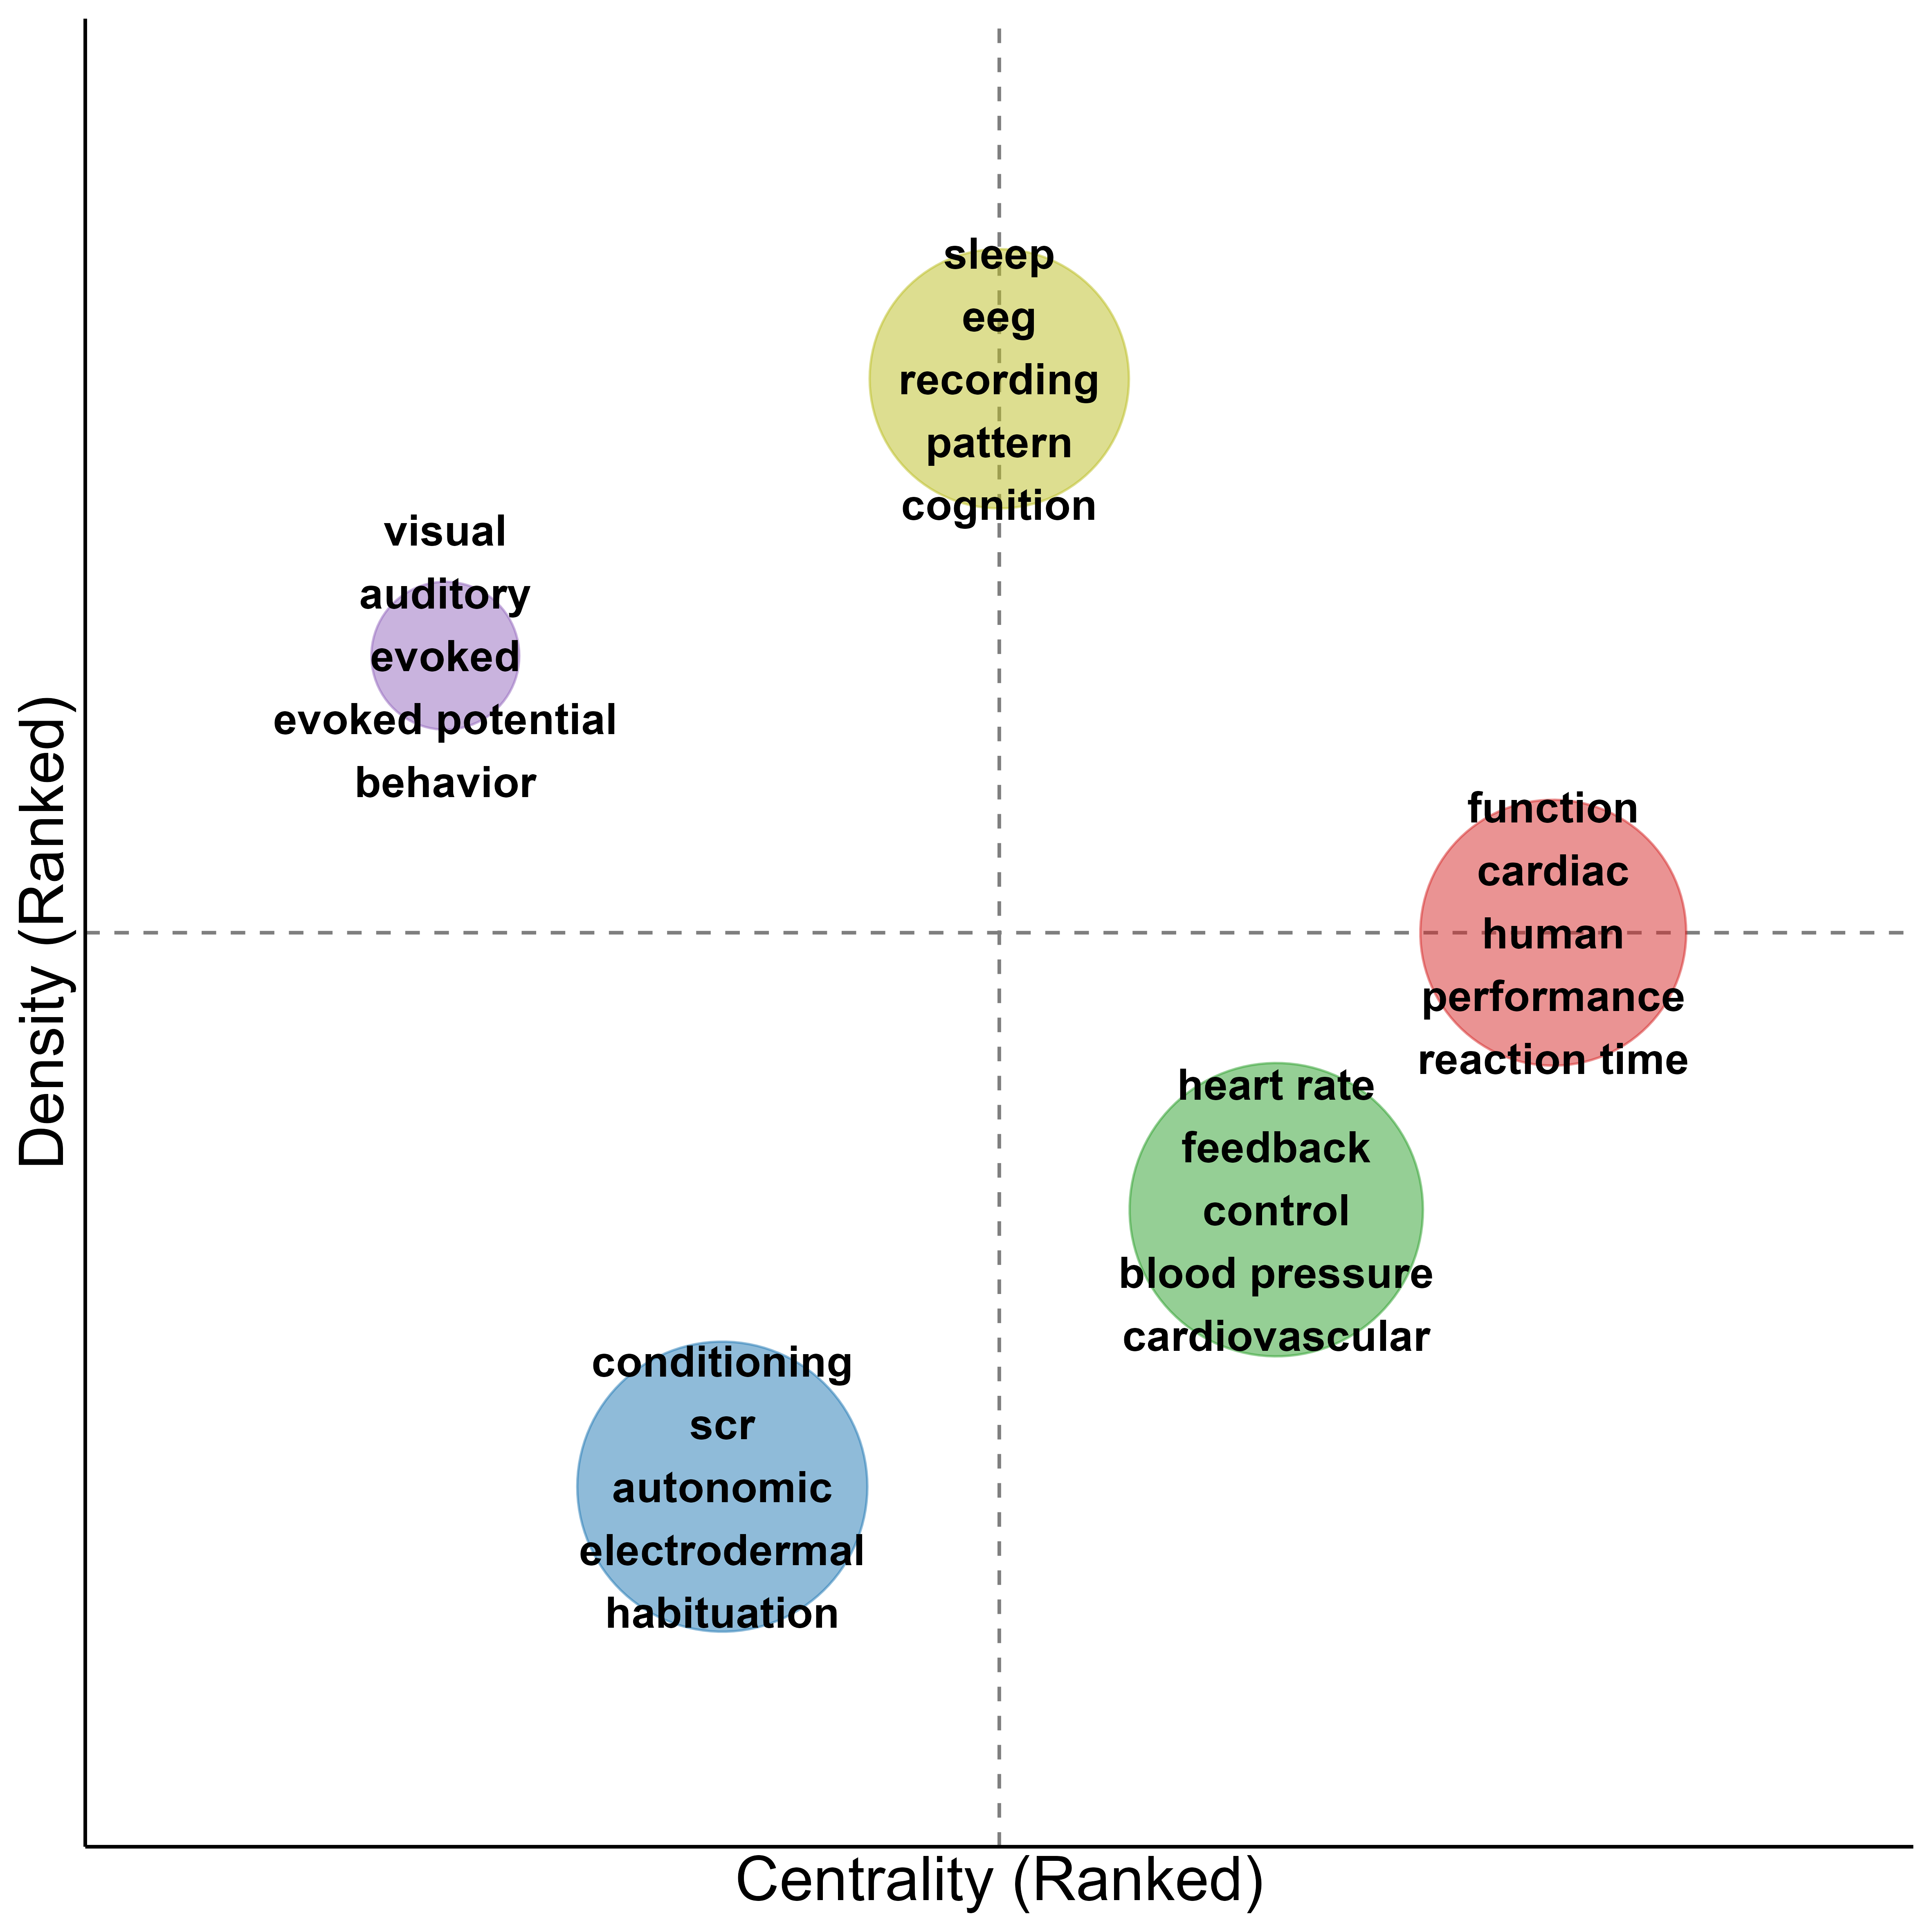 sleep
eeg
recording
pattern
cognition
visual
auditory
evoked
evoked potential
behavior
function
cardiac
human
performance
reaction time
heart rate
feedback
control
blood pressure
cardiovascular
conditioning
scr
autonomic
electrodermal
habituation
Density (Ranked)
Centrality (Ranked)